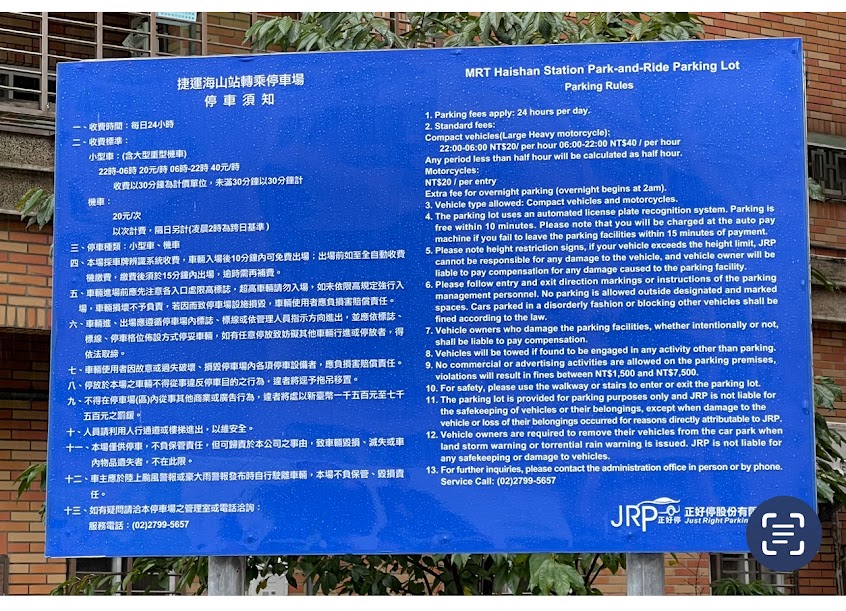 捷運海山站轉乘停車場
停車須知
一、收費時間：每日24小時
二、收費標準：
小型車：(含大型重型機車)
22時-06時 20元/時 06時-22時 40元/時
收費以30分鐘為計價單位，未滿30分鐘以30分鐘計
機車：
20元/次
以次計費，隔日另計(凌晨2時為跨日基準)
三、停車種類：小型車、機車
四、本場採車牌辨識系統收費，車輛入場後10分鐘內可免費出場；出場前如至全自動收費
機繳費，繳費後須於15分鐘內出場，逾時需再補費。
五、車輛進場前應先注意各入口處限高標誌，超高車輛請勿入場，如未依限高規定強行入
場，車輛損壞不予負責，若因而致停車場設施損毀，車輛使用者應負損害賠償責任。
六、車輛進、出場應遵循停車場內標誌、標線或依管理人員指示方向進出，並應依標誌、
標線、停車格位佈設方式停妥車輛，如有任意停放致妨礙其他車輛行進或停放者，得
依法取締。
七、車輛使用者因故意或過失破壞、損毀停車場內各項停車設備者，應負損害賠償責任。
八、停放於本場之車輛不得從事違反停車目的之行為，違者將逕予拖吊移置。
九、不得在停車場(區)內從事其他商業或廣告行為，違者將處以新臺幣一千五百元至七千
五百元之罰鍰。
十、人員請利用人行通道或樓梯進出，以維安全。
十一、本場僅供停車，不負保管責任，但可歸責於本公司之事由，致車輛毀損、滅失或車
內物品遺失者，不在此限。
十二、車主應於陸上颱風警報或豪大雨警報發布時自行駛離車輛，本場不負保管、毀損責
任。
十三、如有疑問請洽本停車場之管理室或電話洽詢：
服務電話：(02)2799-5657
MRT Haishan Station Park-and-Ride Parking Lot
Parking Rules
1. Parking fees apply: 24 hours per day.
2. Standard fees:
Compact vehicles(Large Heavy motorcycle):
22:00-06:00 NT$20/ per hour 06:00-22:00 NT$40 / per hour
Any period less than half hour will be calculated as half hour.
Motorcycles:
NT$20 / per entry
Extra fee for overnight parking (overnight begins at 2am).
3. Vehicle type allowed: Compact vehicles and motorcycles.
4. The parking lot uses an automated license plate recognition system. Parking is
free within 10 minutes. Please note that you will be charged at the auto pay
machine if you fail to leave the parking facilities within 15 minutes of payment.
5. Please note height restriction signs, if your vehicle exceeds the height limit, JRP
cannot be responsible for any damage to the vehicle, and vehicle owner will be
liable to pay compensation for any damage caused to the parking facility.
6. Please follow entry and exit direction markings or instructions of the parking
management personnel. No parking is allowed outside designated and marked
spaces. Cars parked in a disorderly fashion or blocking other vehicles shall be
fined according to the law.
7. Vehicle owners who damage the parking facilities, whether intentionally or not,
shall be liable to pay compensation.
8. Vehicles will be towed if found to be engaged in any activity other than parking.
9. No commercial or advertising activities are allowed on the parking premises,
violations will result in fines between NT$1,500 and NT$7,500.
10. For safety, please use the walkway or stairs to enter or exit the parking lot.
11. The parking lot is provided for parking purposes only and JRP is not liable for
the safekeeping of vehicles or their belongings, except when damage to the
vehicle or loss of their belongings occurred for reasons directly attributable to JRP.
12. Vehicle owners are required to remove their vehicles from the car park when
land storm warning or torrential rain warning is issued. JRP is not liable for
any safekeeping or damage to vehicles.
13. For further inquiries, please contact the administration office in person or by phone.
Service Call: (02)2799-5657
JRP 正好停 正好停股份有
Just Right Parkin